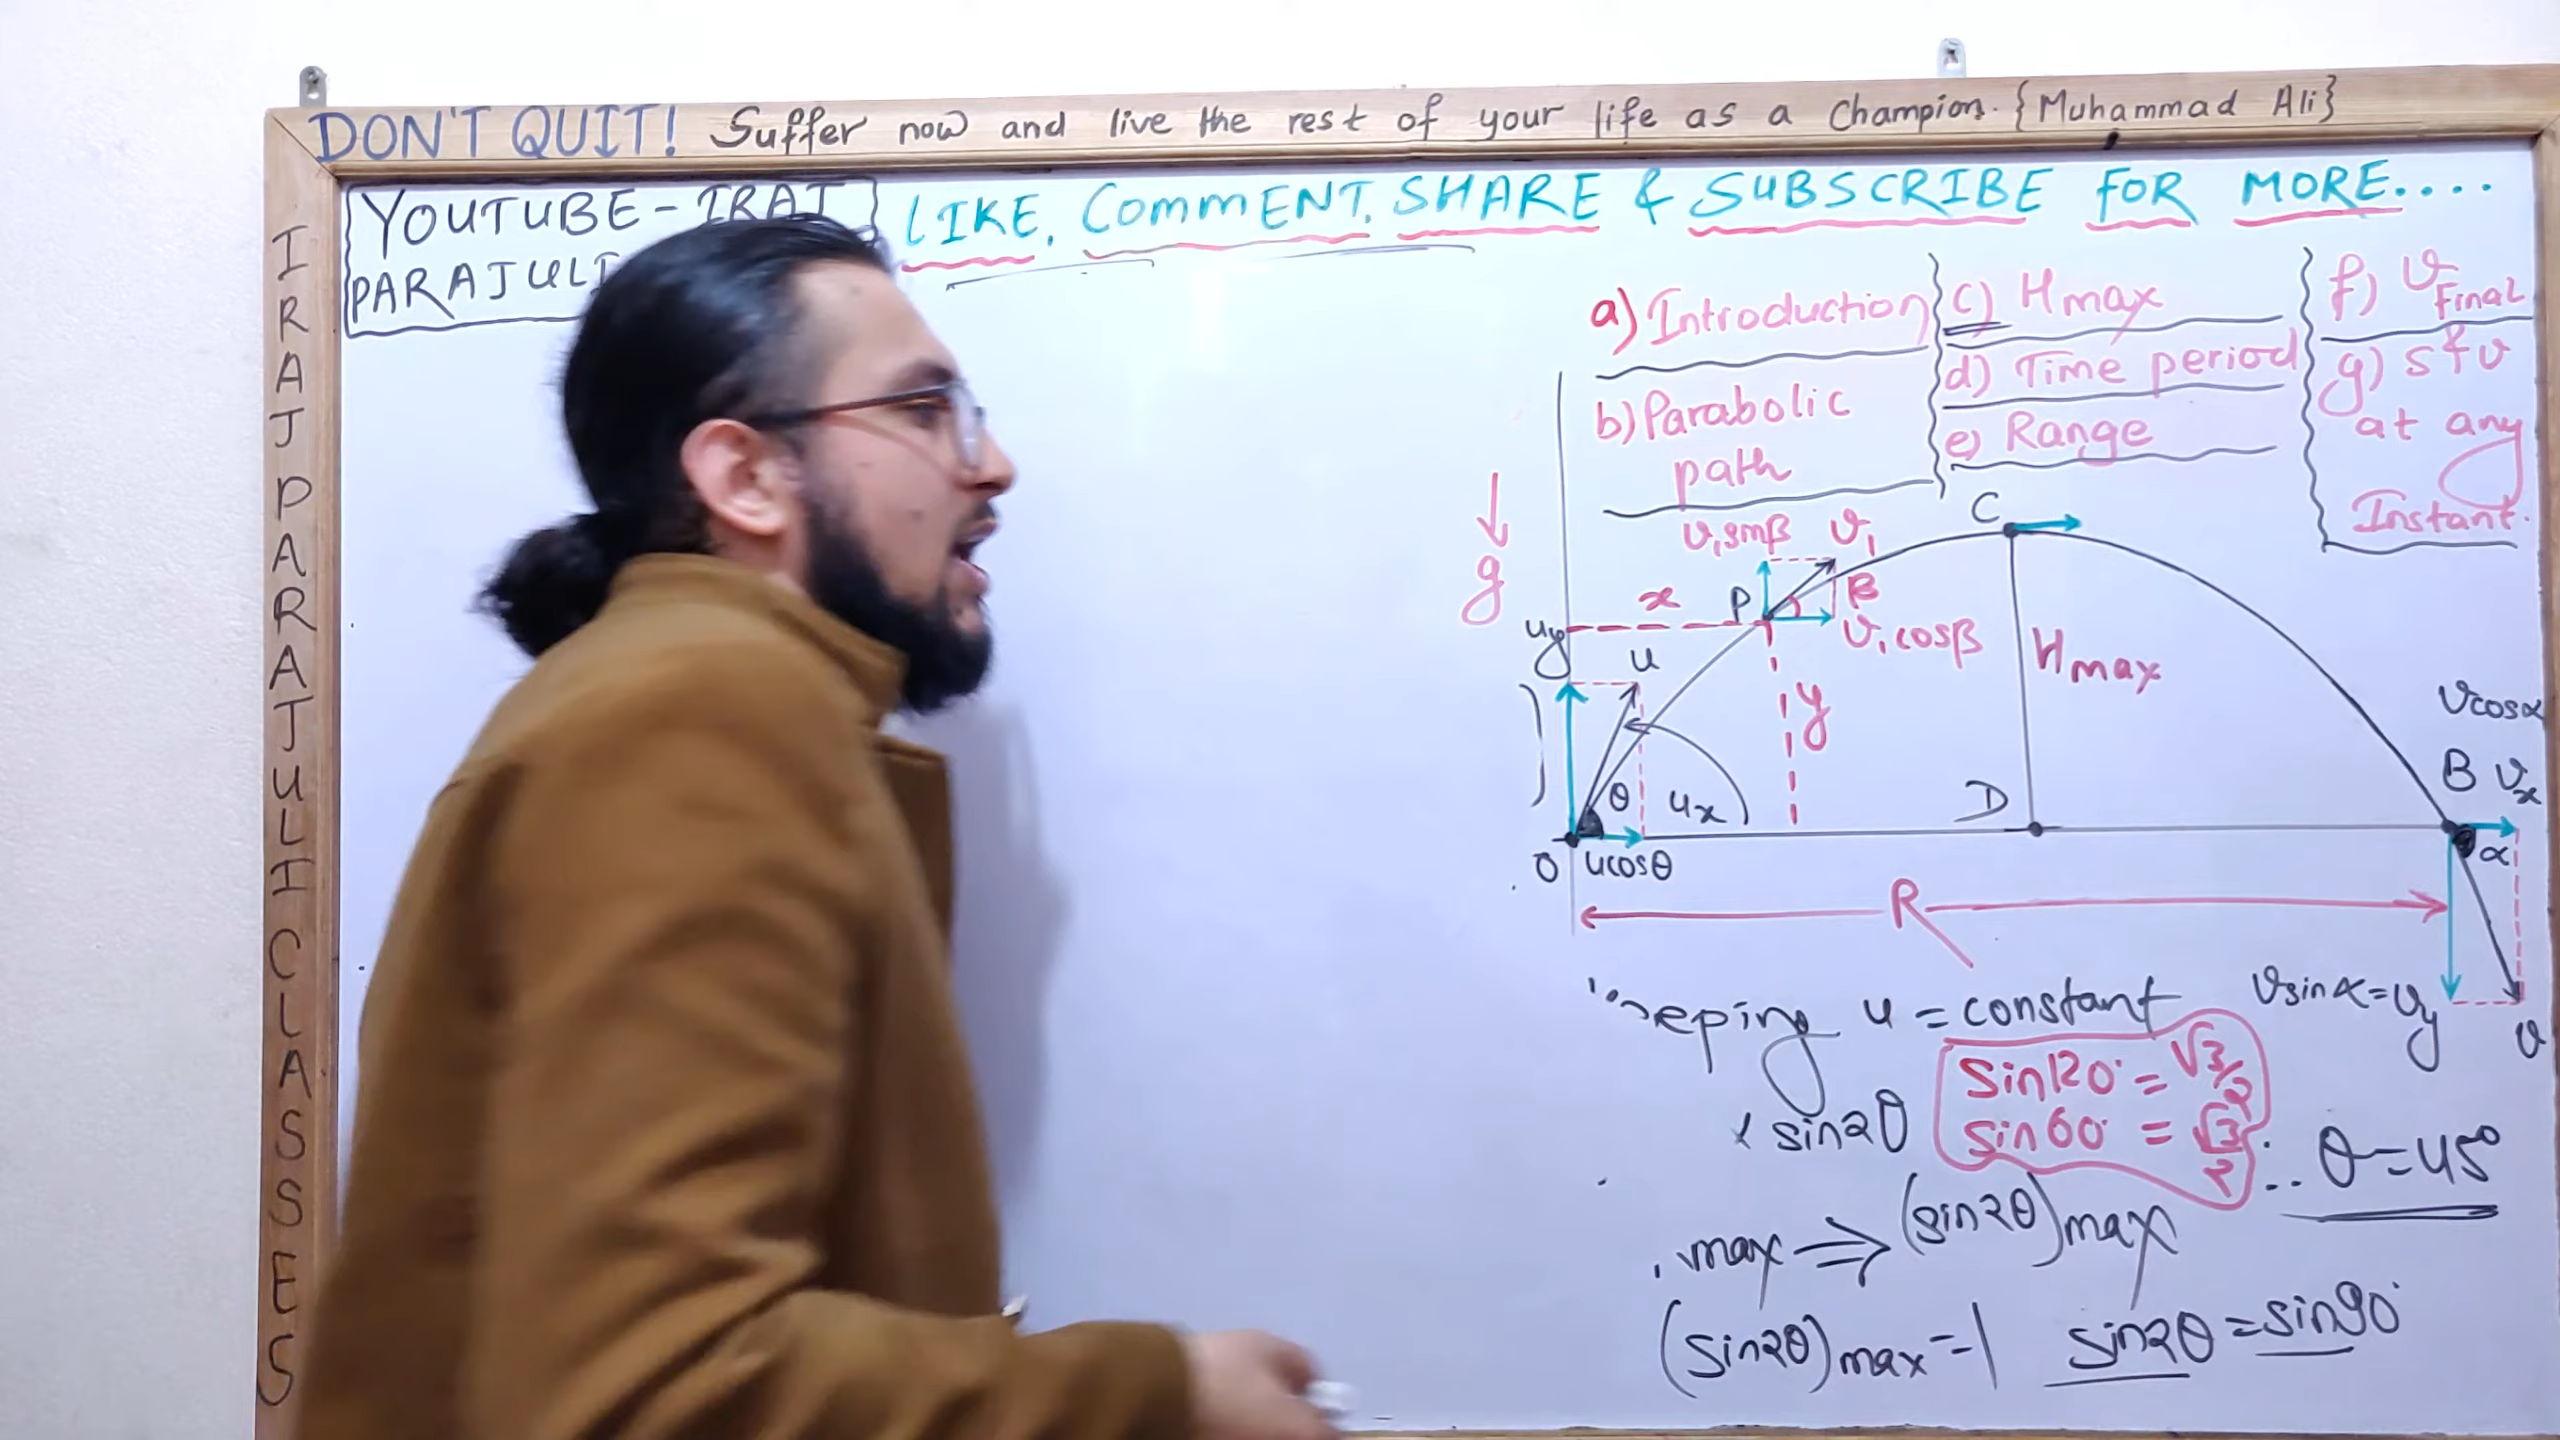 DON'T QUIT! Suffer now and live the rest of your life as a Champion. {Muhammad Ali}
IRAJ PARAJULI CLASSES
YOUTUBE - IRAJ
PARAJULI
LIKE, COMMENT, SHARE & SUBSCRIBE FOR MORE....
a) Introduction
b) Parabolic
path
c) Hmax
d) Time period
e) Range
f) v Final
g) s & v
at any
Instant.
g
C
v₁sinβ
v₁
P
β
v₁cosβ
x
y
uy
u
θ
ux
O
ucosθ
Hmax
D
vcosα
B vx
α
R
vsinα = vy
v
u = constant
sin2θ
sin120° = √3/2
sin60° = √3/2
∴ θ = 45°
max ⇒ (sin2θ)max
(sin2θ)max = 1
sin2θ = sin90°